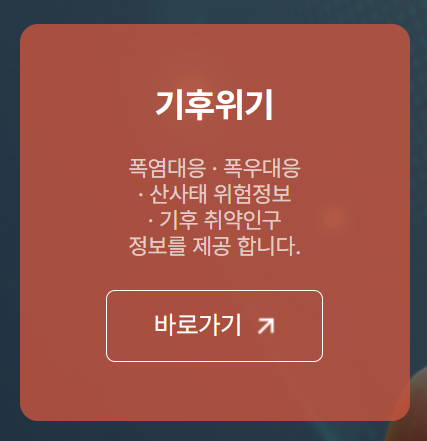 기후위기
폭염대응 · 폭우대응
· 산사태 위험정보
· 기후 취약인구
정보를 제공 합니다.
바로가기